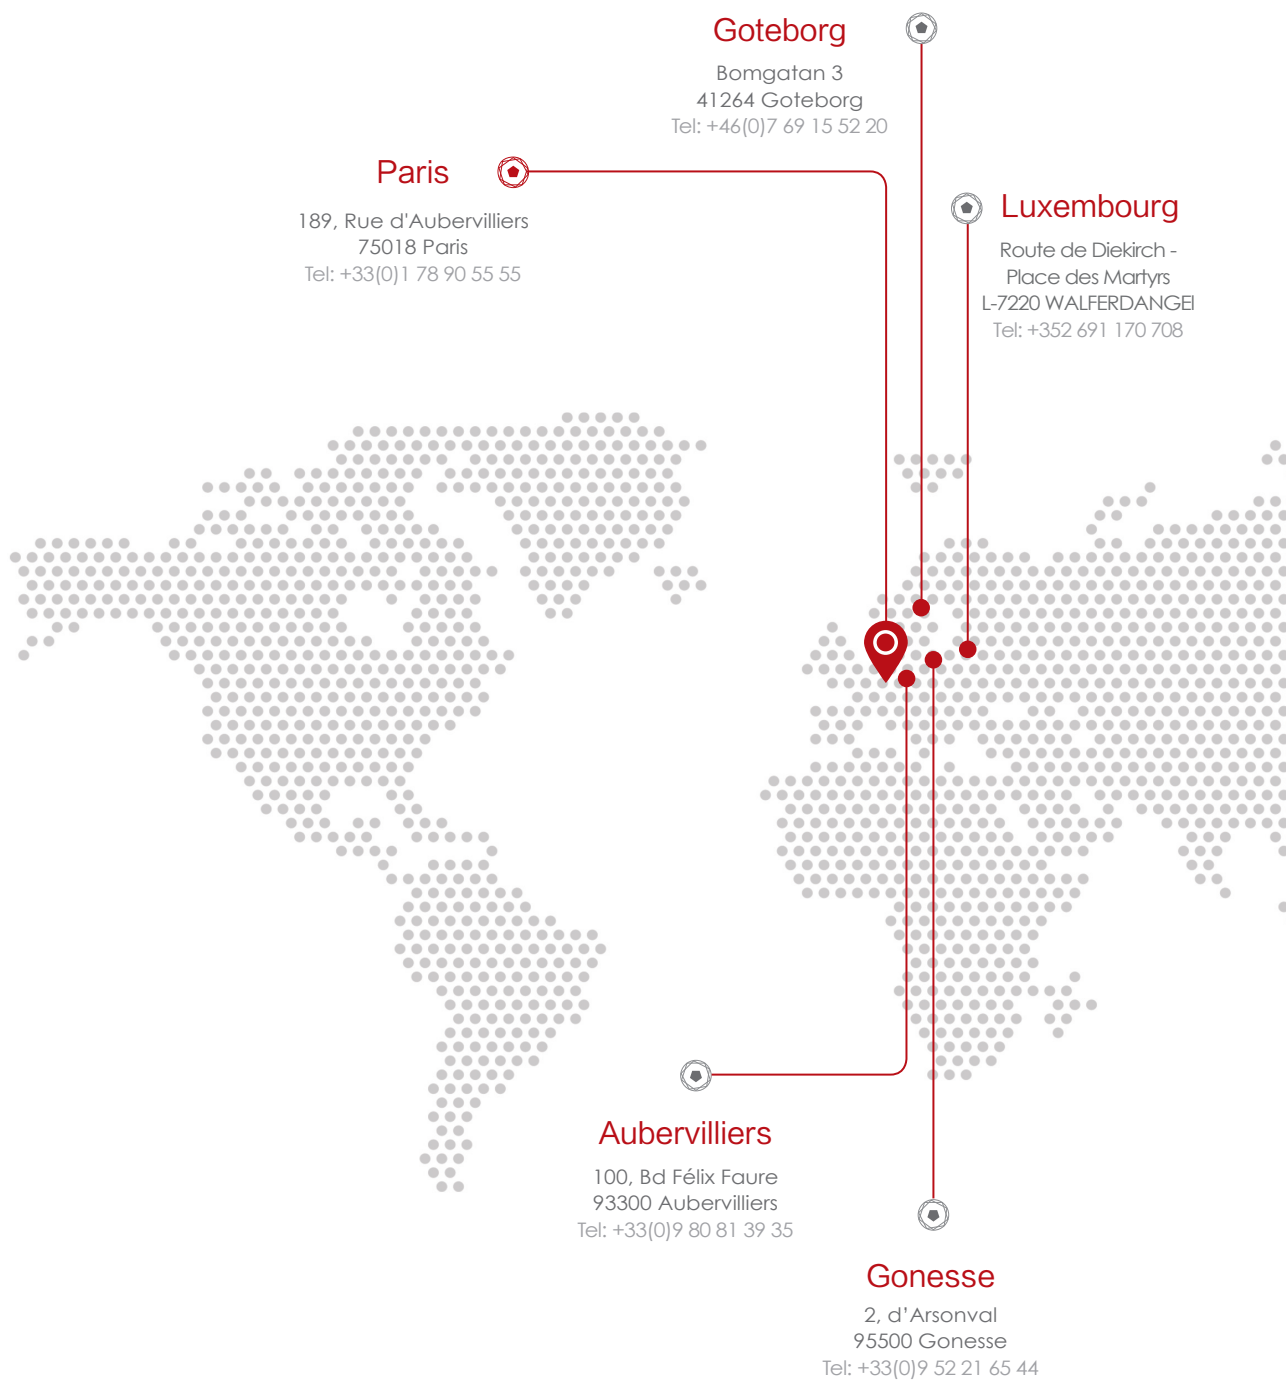 Goteborg
Bomgatan 3
41264 Goteborg
Tel: +46(0)7 69 15 52 20
Paris
189, Rue d'Aubervilliers
75018 Paris
Tel: +33(0)1 78 90 55 55
Luxembourg
Route de Diekirch -
Place des Martyrs
L-7220 WALFERDANGEl
Tel: +352 691 170 708
Aubervilliers
100, Bd Félix Faure
93300 Aubervilliers
Tel: +33(0)9 80 81 39 35
Gonesse
2, d’Arsonval
95500 Gonesse
Tel: +33(0)9 52 21 65 44